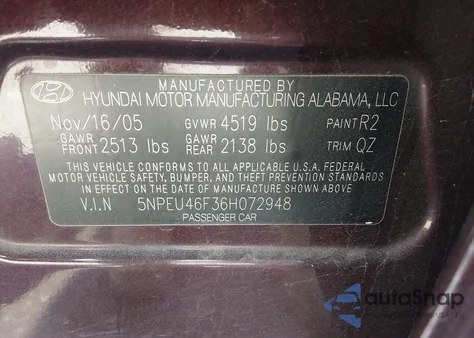 MANUFACTURED BY
HYUNDAI MOTOR MANUFACTURING ALABAMA, LLC
Nov/16/05 GVWR 4519 lbs PAINT R2
GAWR FRONT 2513 lbs GAWR REAR 2138 lbs TRIM QZ
THIS VEHICLE CONFORMS TO ALL APPLICABLE U.S.A. FEDERAL
MOTOR VEHICLE SAFETY, BUMPER, AND THEFT PREVENTION STANDARDS
IN EFFECT ON THE DATE OF MANUFACTURE SHOWN ABOVE
V.I.N 5NPEU46F36H072948
PASSENGER CAR
autoSnap